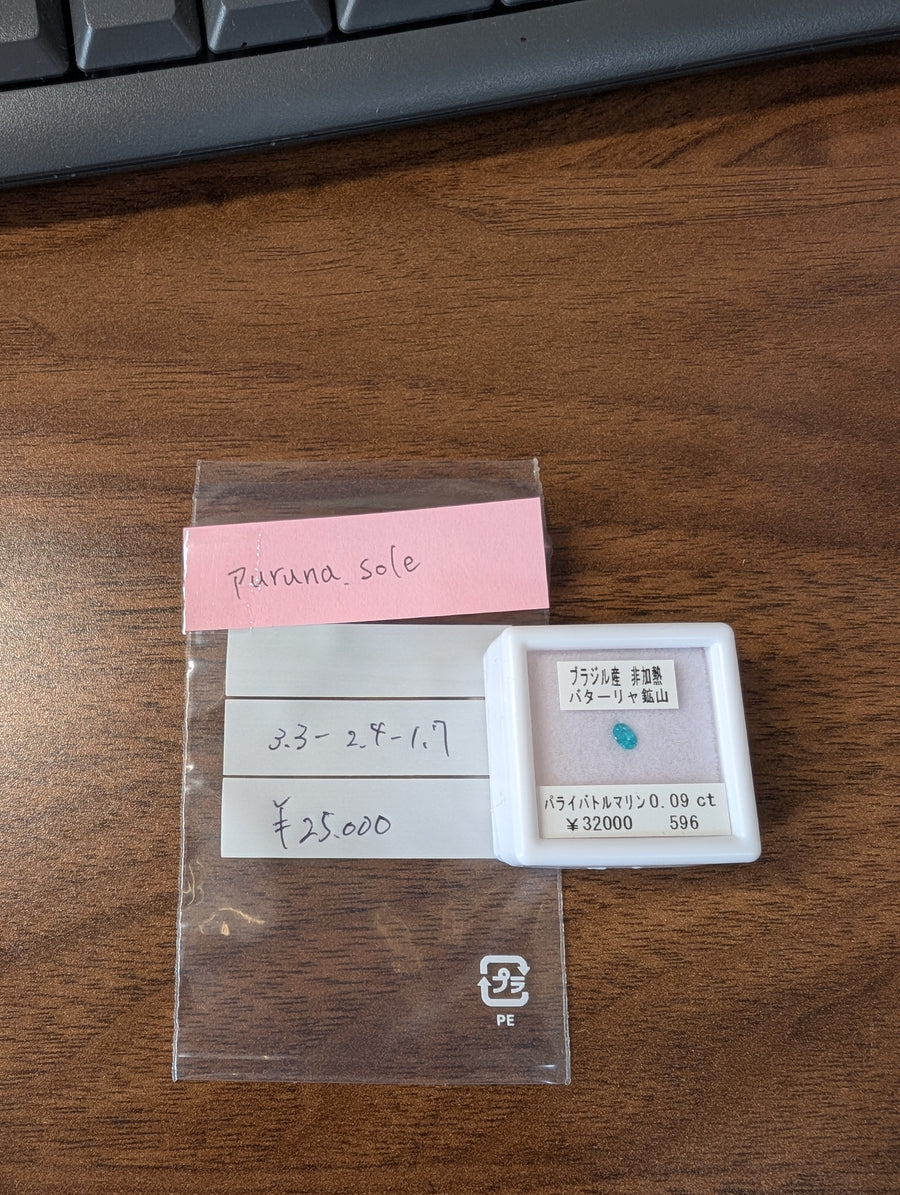 puruna_sole
3.3-2.4-1.7
¥25.000
ブラジル産 非加熱
バターリャ鉱山
パライバトルマリン0.09 ct
¥32000 596
プラ
PE